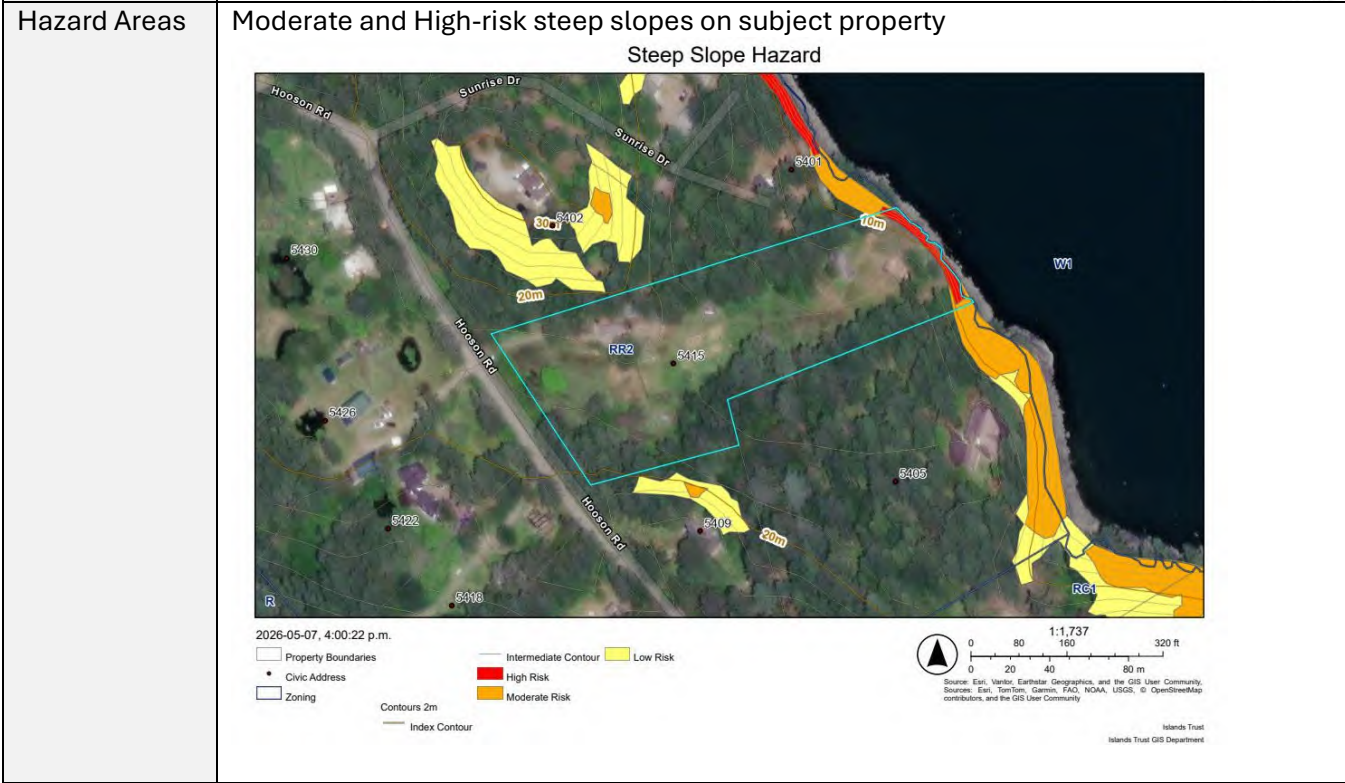 Hazard Areas
Moderate and High-risk steep slopes on subject property
Steep Slope Hazard
Hooson Rd
Sunrise Dr
Sunrise Dr
5401
5402
30m
10m
5430
W1
20m
Hooson Rd
RR2
5415
5426
5405
5422
5409
Hooson Rd
20m
RC1
R
5418
2026-05-07, 4:00:22 p.m.
Property Boundaries
Civic Address
Zoning
Contours 2m
Index Contour
Intermediate Contour
High Risk
Moderate Risk
Low Risk
1:1,737
0 80 160 320 ft
0 20 40 80 m
Source: Esri, Vantor, Earthstar Geographics, and the GIS User Community,
Sources: Esri, TomTom, Garmin, FAO, NOAA, USGS, © OpenStreetMap
contributors, and the GIS User Community
Islands Trust
Islands Trust GIS Department